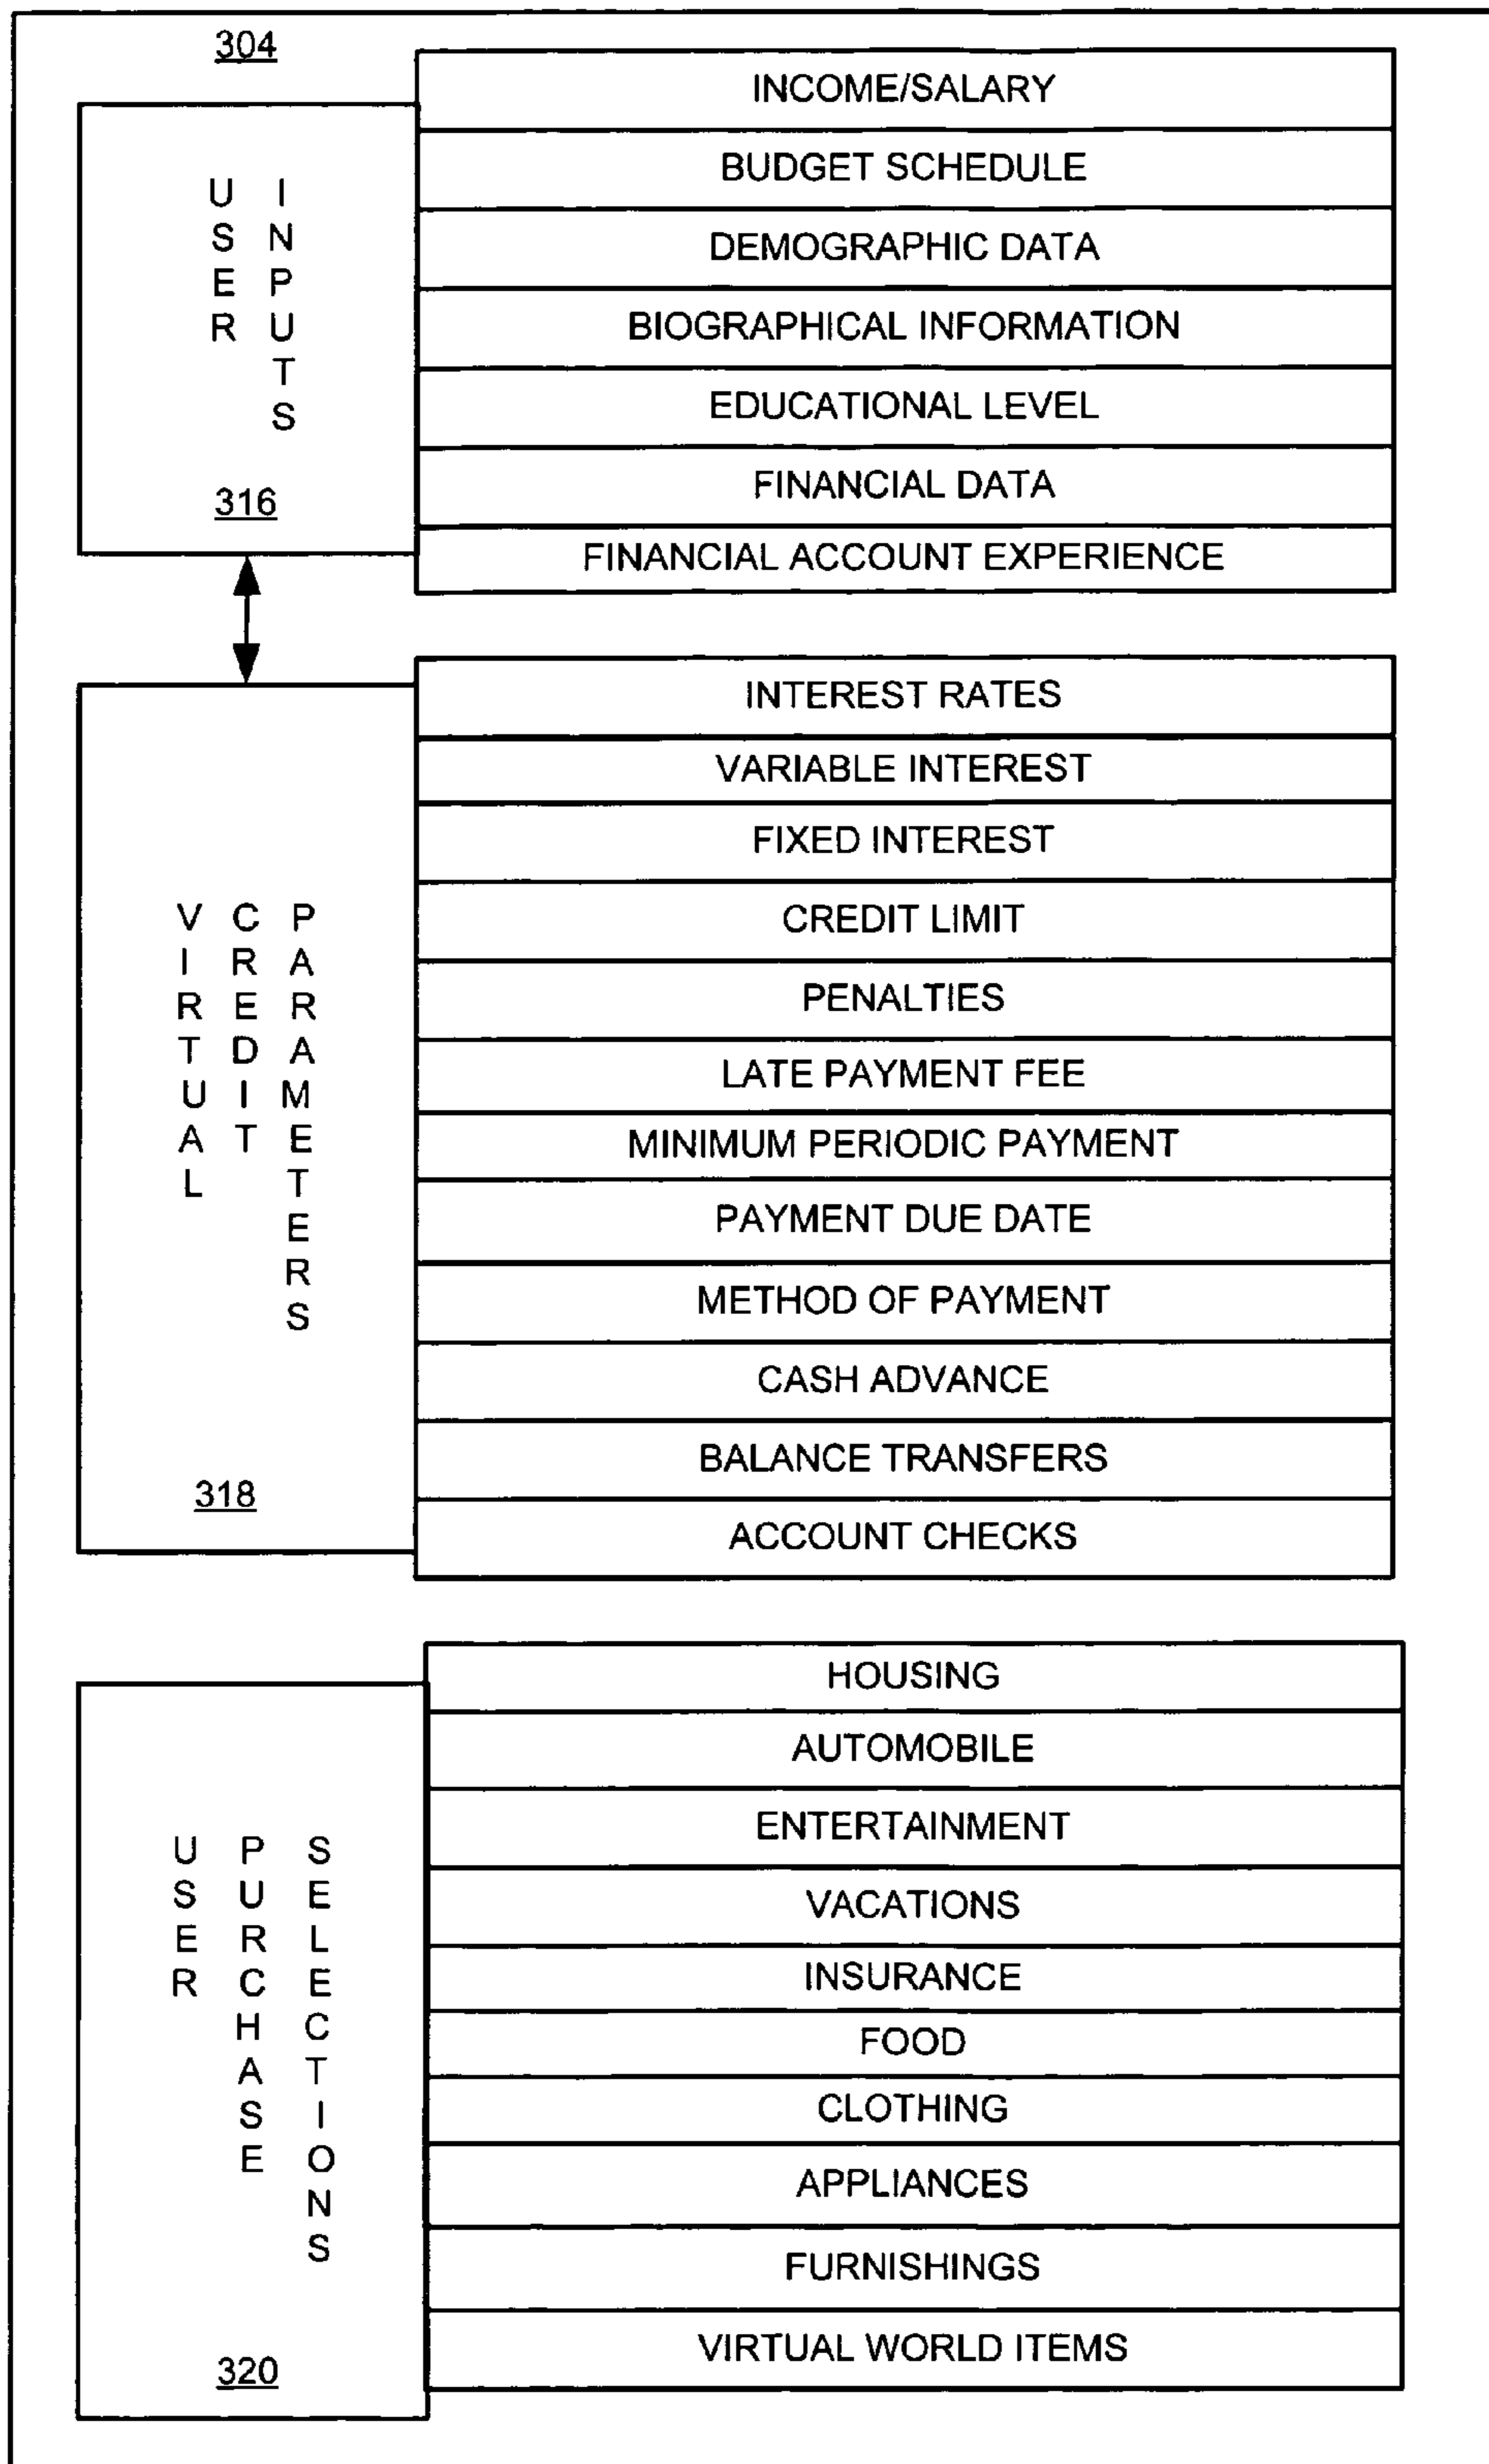 304
USER INPUTS
316
INCOME/SALARY
BUDGET SCHEDULE
DEMOGRAPHIC DATA
BIOGRAPHICAL INFORMATION
EDUCATIONAL LEVEL
FINANCIAL DATA
FINANCIAL ACCOUNT EXPERIENCE
VIRTUAL CREDIT PARAMETERS
318
INTEREST RATES
VARIABLE INTEREST
FIXED INTEREST
CREDIT LIMIT
PENALTIES
LATE PAYMENT FEE
MINIMUM PERIODIC PAYMENT
PAYMENT DUE DATE
METHOD OF PAYMENT
CASH ADVANCE
BALANCE TRANSFERS
ACCOUNT CHECKS
USER PURCHASE SELECTIONS
320
HOUSING
AUTOMOBILE
ENTERTAINMENT
VACATIONS
INSURANCE
FOOD
CLOTHING
APPLIANCES
FURNISHINGS
VIRTUAL WORLD ITEMS